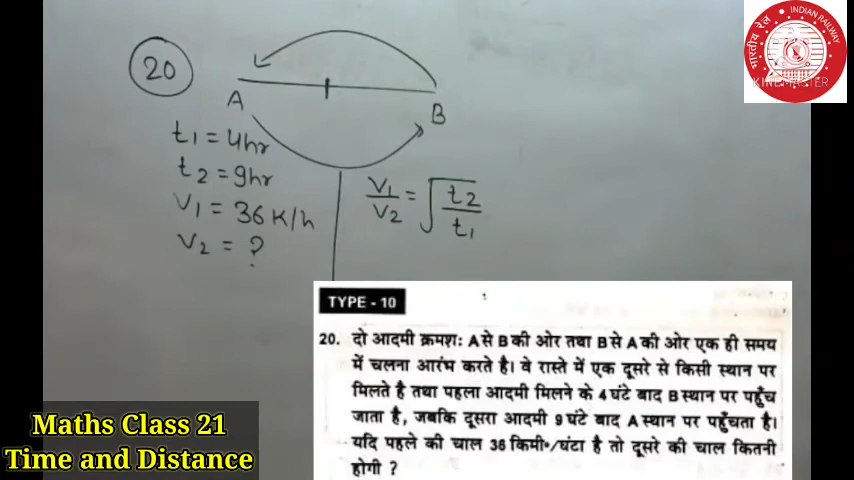 20
A
B
t1 = 4hr
t2 = 9hr
V1 = 36 K/h
V2 = ?
V1/V2 = √t2/t1
भारतीय रेल
INDIAN RAILWAY
KINEMASTER
TYPE - 10
20. दो आदमी क्रमशः A से B की ओर तथा B से A की ओर एक ही समय
में चलना आरंभ करते है। वे रास्ते में एक दूसरे से किसी स्थान पर
मिलते है तथा पहला आदमी मिलने के 4 घंटे बाद B स्थान पर पहुँच
जाता है, जबकि दूसरा आदमी 9 घंटे बाद A स्थान पर पहुँचता है।
यदि पहले की चाल 36 किमी॰/घंटा है तो दूसरे की चाल कितनी
होगी ?
Maths Class 21
Time and Distance